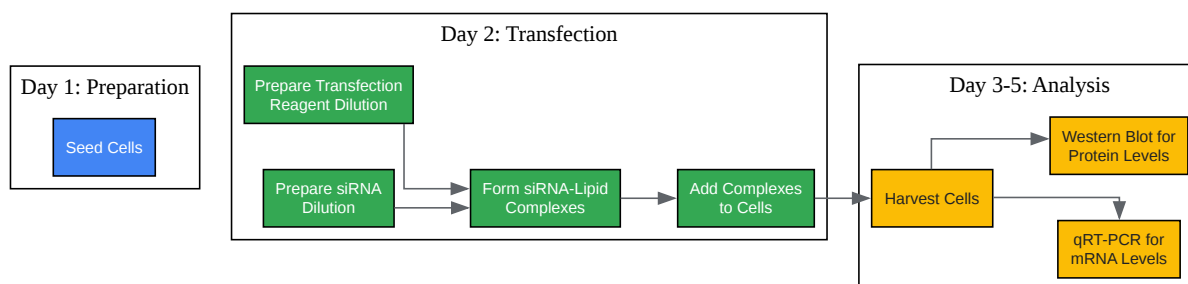 Day 1: Preparation
Seed Cells
Day 2: Transfection
Prepare Transfection
Reagent Dilution
Prepare siRNA
Dilution
Form siRNA-Lipid
Complexes
Add Complexes
to Cells
Day 3-5: Analysis
Harvest Cells
Western Blot for
Protein Levels
qRT-PCR for
mRNA Levels